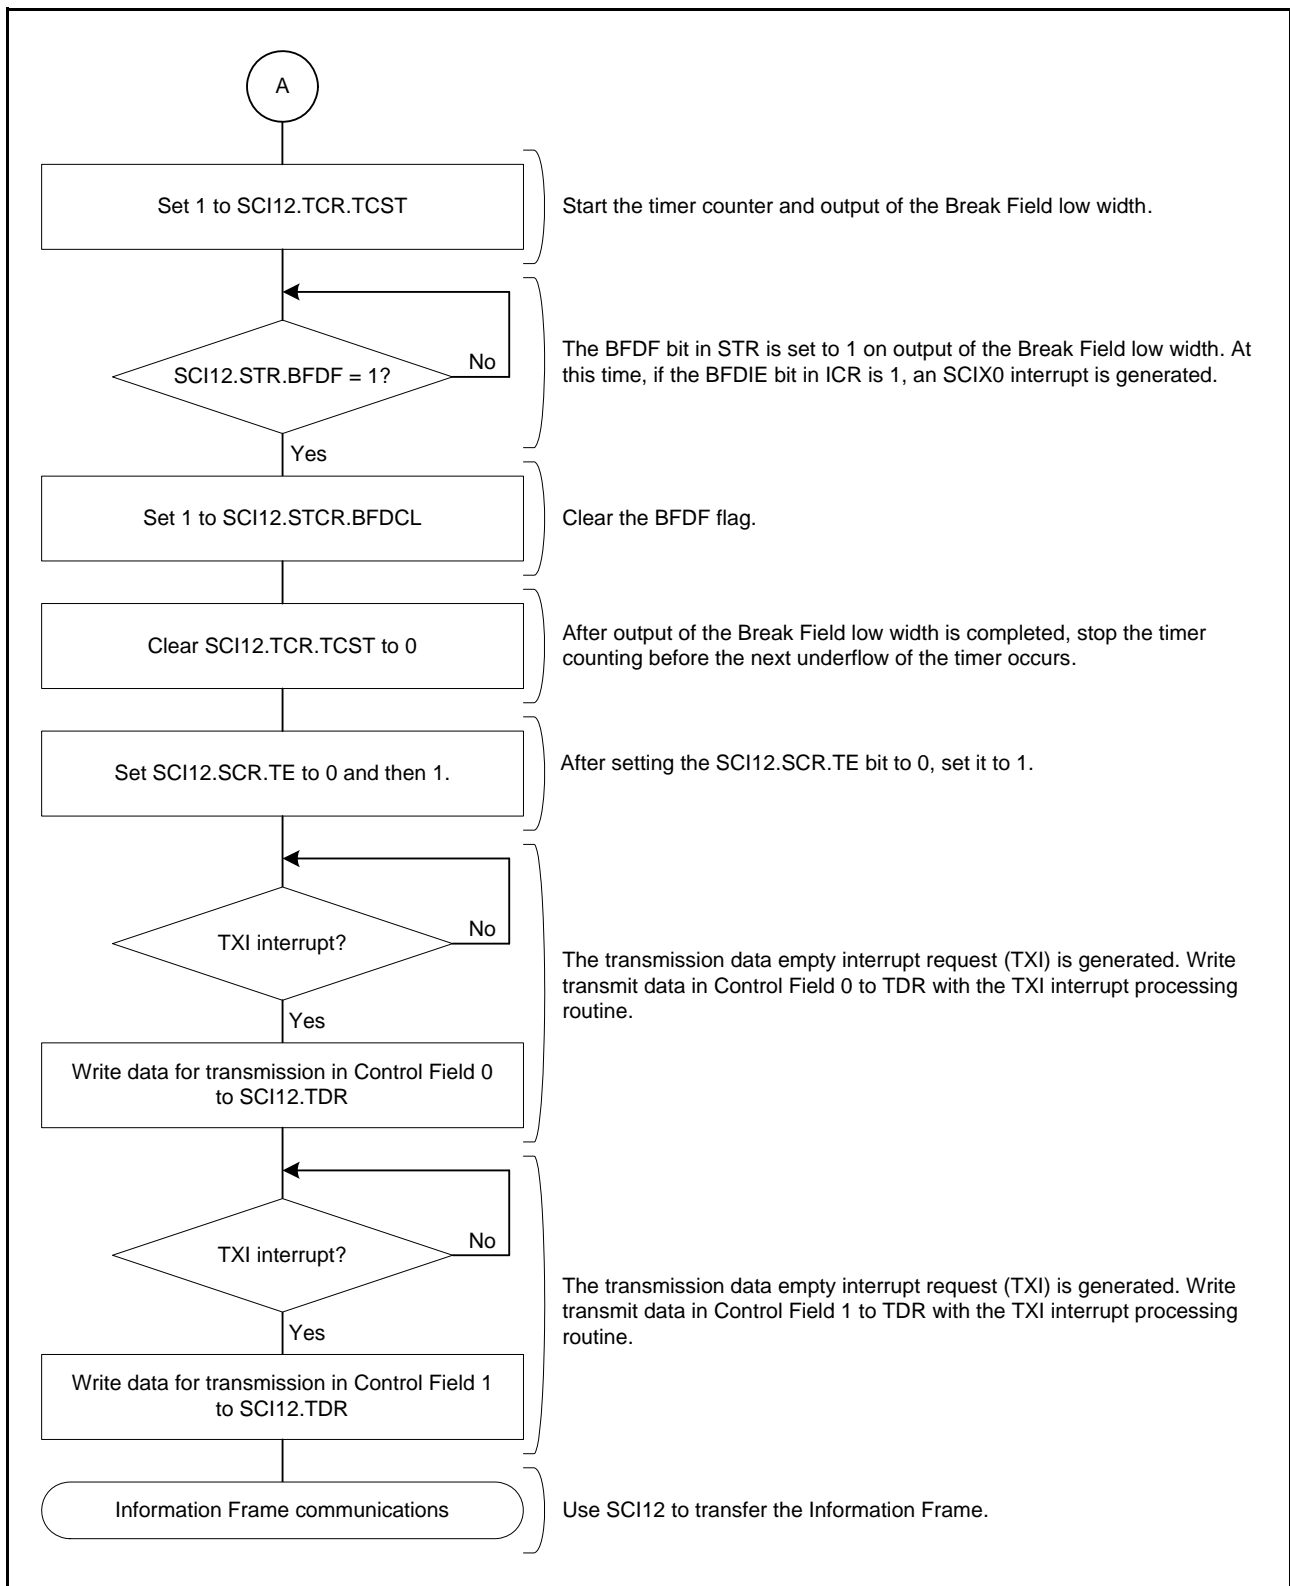 A
Set 1 to SCI12.TCR.TCST
Start the timer counter and output of the Break Field low width.
SCI12.STR.BFDF = 1?
No
The BFDF bit in STR is set to 1 on output of the Break Field low width. At
this time, if the BFDIE bit in ICR is 1, an SCIX0 interrupt is generated.
Yes
Set 1 to SCI12.STCR.BFDCL
Clear the BFDF flag.
Clear SCI12.TCR.TCST to 0
After output of the Break Field low width is completed, stop the timer
counting before the next underflow of the timer occurs.
Set SCI12.SCR.TE to 0 and then 1.
After setting the SCI12.SCR.TE bit to 0, set it to 1.
TXI interrupt?
No
Yes
The transmission data empty interrupt request (TXI) is generated. Write
transmit data in Control Field 0 to TDR with the TXI interrupt processing
routine.
Write data for transmission in Control Field 0
to SCI12.TDR
TXI interrupt?
No
Yes
The transmission data empty interrupt request (TXI) is generated. Write
transmit data in Control Field 1 to TDR with the TXI interrupt processing
routine.
Write data for transmission in Control Field 1
to SCI12.TDR
Information Frame communications
Use SCI12 to transfer the Information Frame.